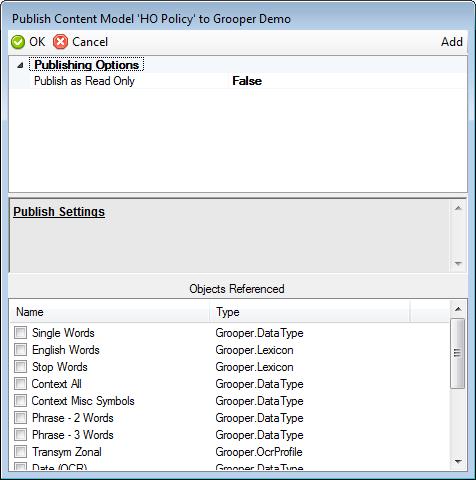 Publish Content Model 'HO Policy' to Grooper Demo
OK Cancel Add
Publishing Options
Publish as Read Only False
Publish Settings
Objects Referenced
Name Type
Single Words Grooper.DataType
English Words Grooper.Lexicon
Stop Words Grooper.Lexicon
Context All Grooper.DataType
Context Misc Symbols Grooper.DataType
Phrase - 2 Words Grooper.DataType
Phrase - 3 Words Grooper.DataType
Transym Zonal Grooper.OcrProfile
Date (OCR) Grooper.DataType